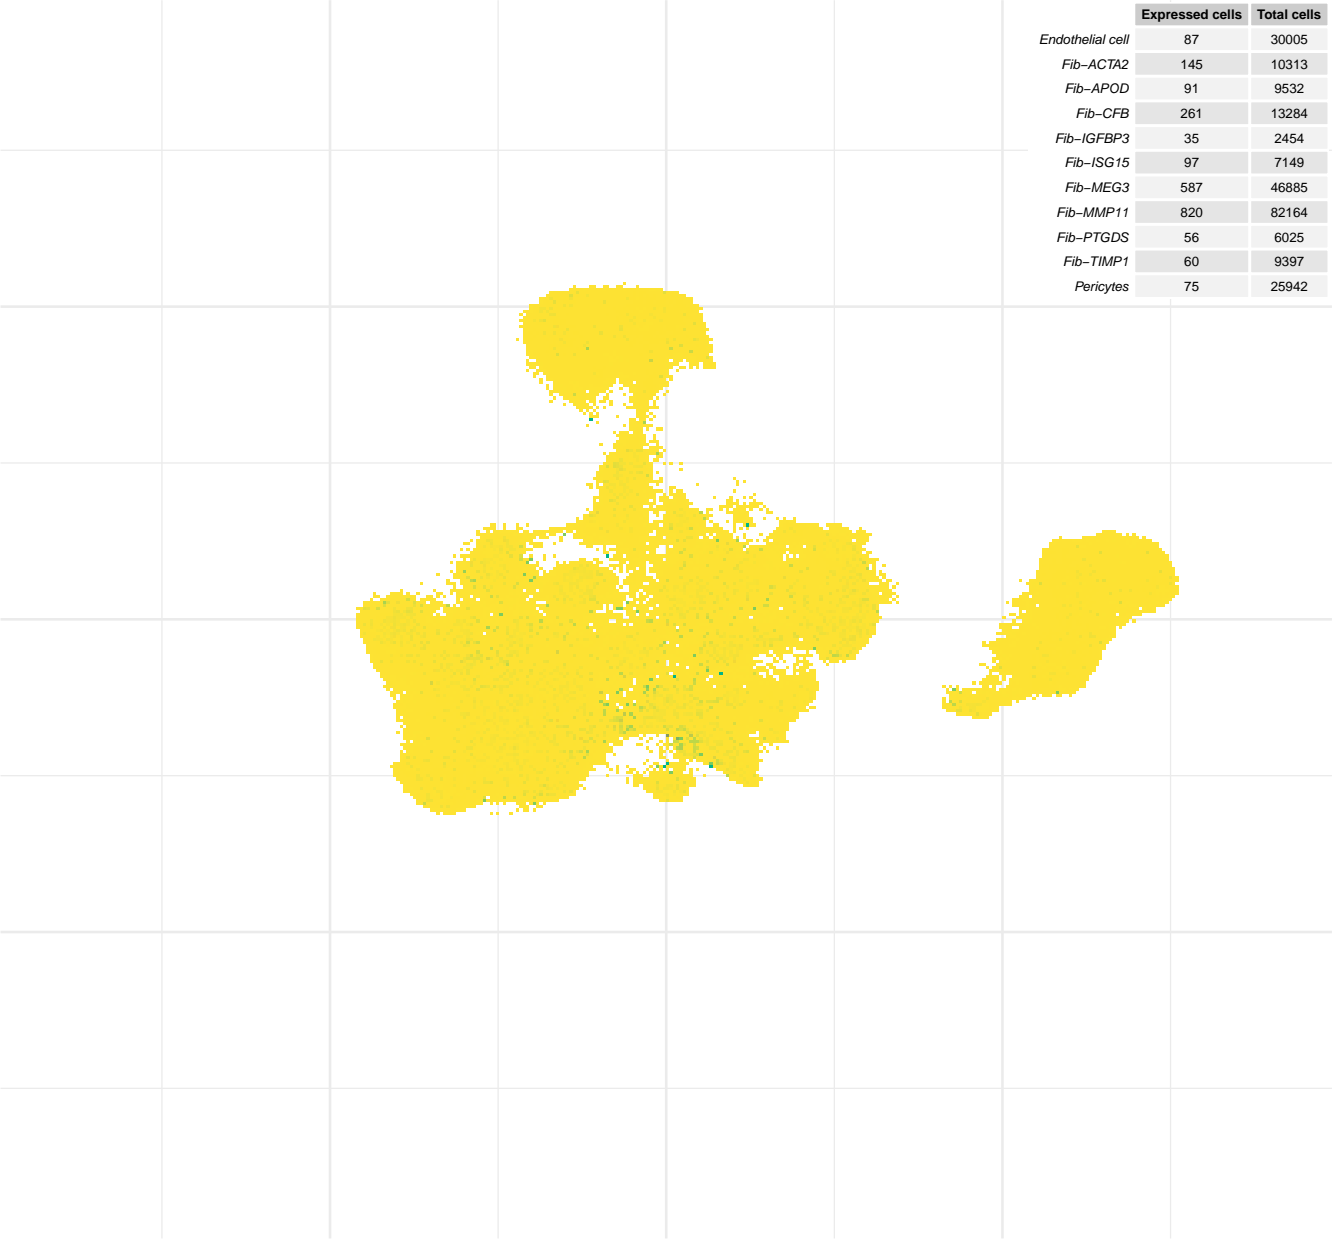 Expressed cells Total cells
Endothelial cell 87 30005
Fib−ACTA2 145 10313
Fib−APOD 91 9532
Fib−CFB 261 13284
Fib−IGFBP3 35 2454
Fib−ISG15 97 7149
Fib−MEG3 587 46885
Fib−MMP11 820 82164
Fib−PTGDS 56 6025
Fib−TIMP1 60 9397
Pericytes 75 25942